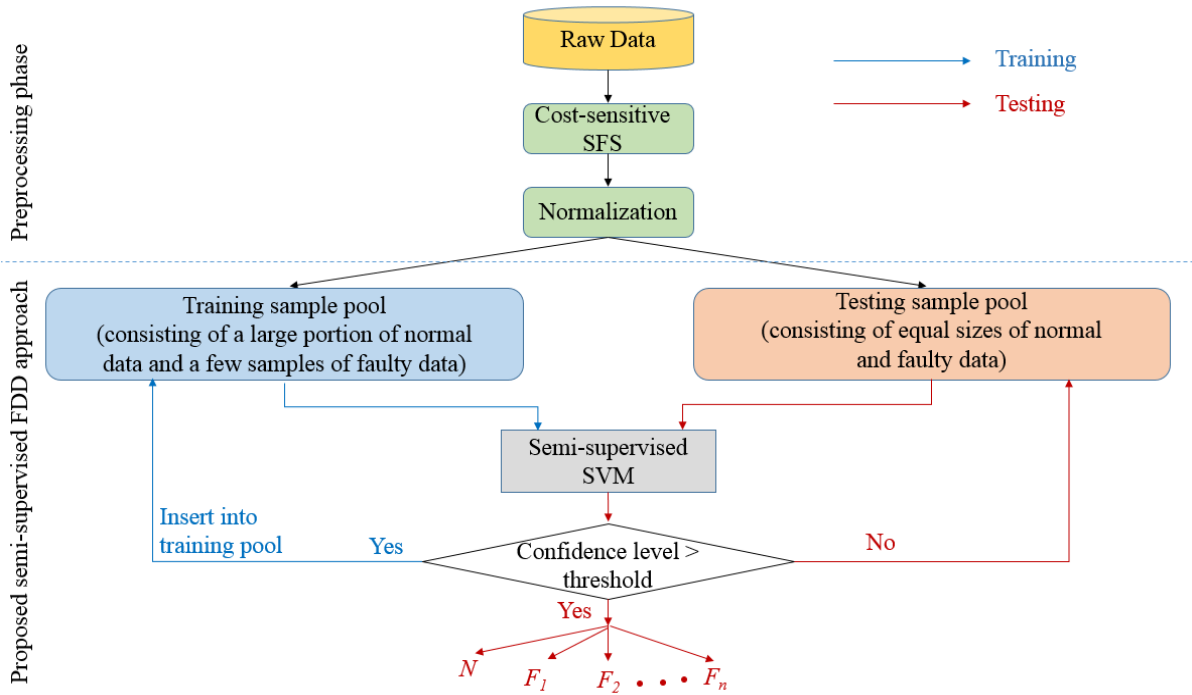 Preprocessing phase
Raw Data
Training
Testing
Cost-sensitive
SFS
Normalization
Proposed semi-supervised FDD approach
Training sample pool
(consisting of a large portion of normal
data and a few samples of faulty data)
Testing sample pool
(consisting of equal sizes of normal
and faulty data)
Semi-supervised
SVM
Insert into
training pool
Yes
Confidence level >
threshold
No
Yes
N
F1
F2
• • •
Fn